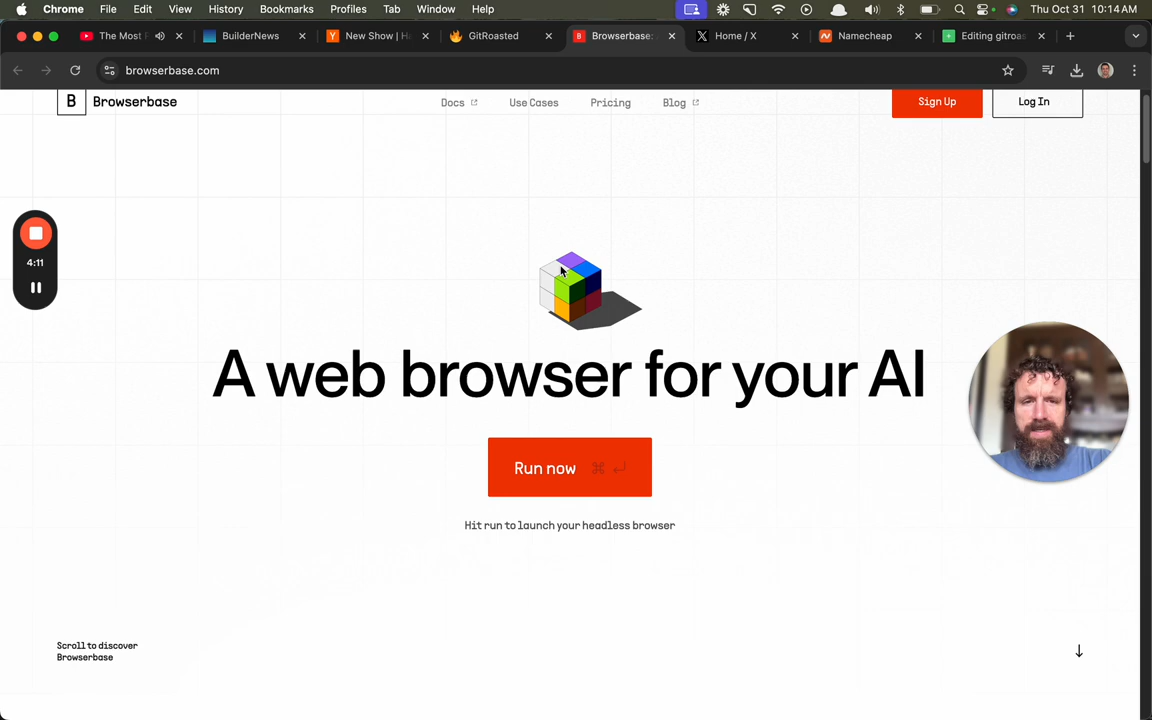 Chrome File Edit View History Bookmarks Profiles Tab Window Help Thu Oct 31 10:14AM
The Most BuilderNews New Show | H GitRoasted Browserbase: Home / X Namecheap Editing gitroas
browserbase.com
B Browserbase Docs Use Cases Pricing Blog Sign Up Log In
4:11
A web browser for your AI
Run now ⌘
Hit run to launch your headless browser
Scroll to discover
Browserbase